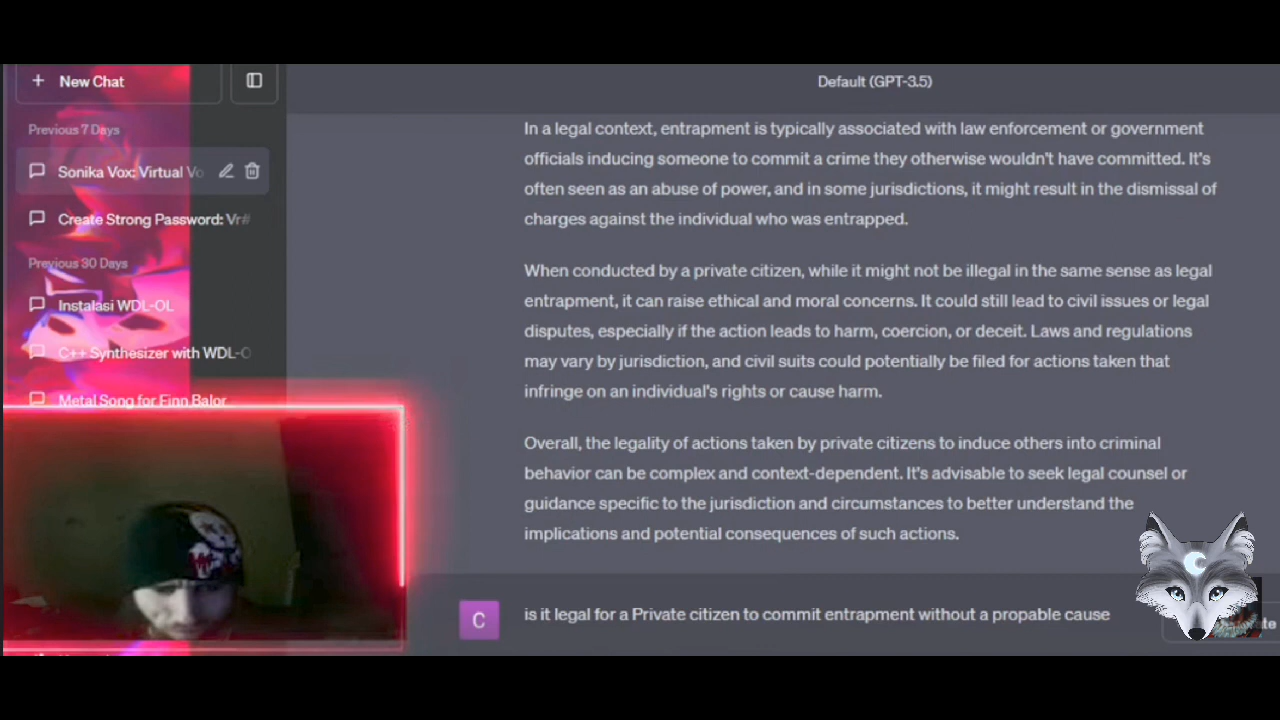 New Chat
Default (GPT-3.5)
Previous 7 Days
Sonika Vox: Virtual Vo
Create Strong Password: Vr#
Previous 30 Days
Instalasi WDL-OL
C++ Synthesizer with WDL-O
Metal Song for Finn Balor
In a legal context, entrapment is typically associated with law enforcement or government
officials inducing someone to commit a crime they otherwise wouldn't have committed. It's
often seen as an abuse of power, and in some jurisdictions, it might result in the dismissal of
charges against the individual who was entrapped.
When conducted by a private citizen, while it might not be illegal in the same sense as legal
entrapment, it can raise ethical and moral concerns. It could still lead to civil issues or legal
disputes, especially if the action leads to harm, coercion, or deceit. Laws and regulations
may vary by jurisdiction, and civil suits could potentially be filed for actions taken that
infringe on an individual's rights or cause harm.
Overall, the legality of actions taken by private citizens to induce others into criminal
behavior can be complex and context-dependent. It's advisable to seek legal counsel or
guidance specific to the jurisdiction and circumstances to better understand the
implications and potential consequences of such actions.
C
is it legal for a Private citizen to commit entrapment without a propable cause